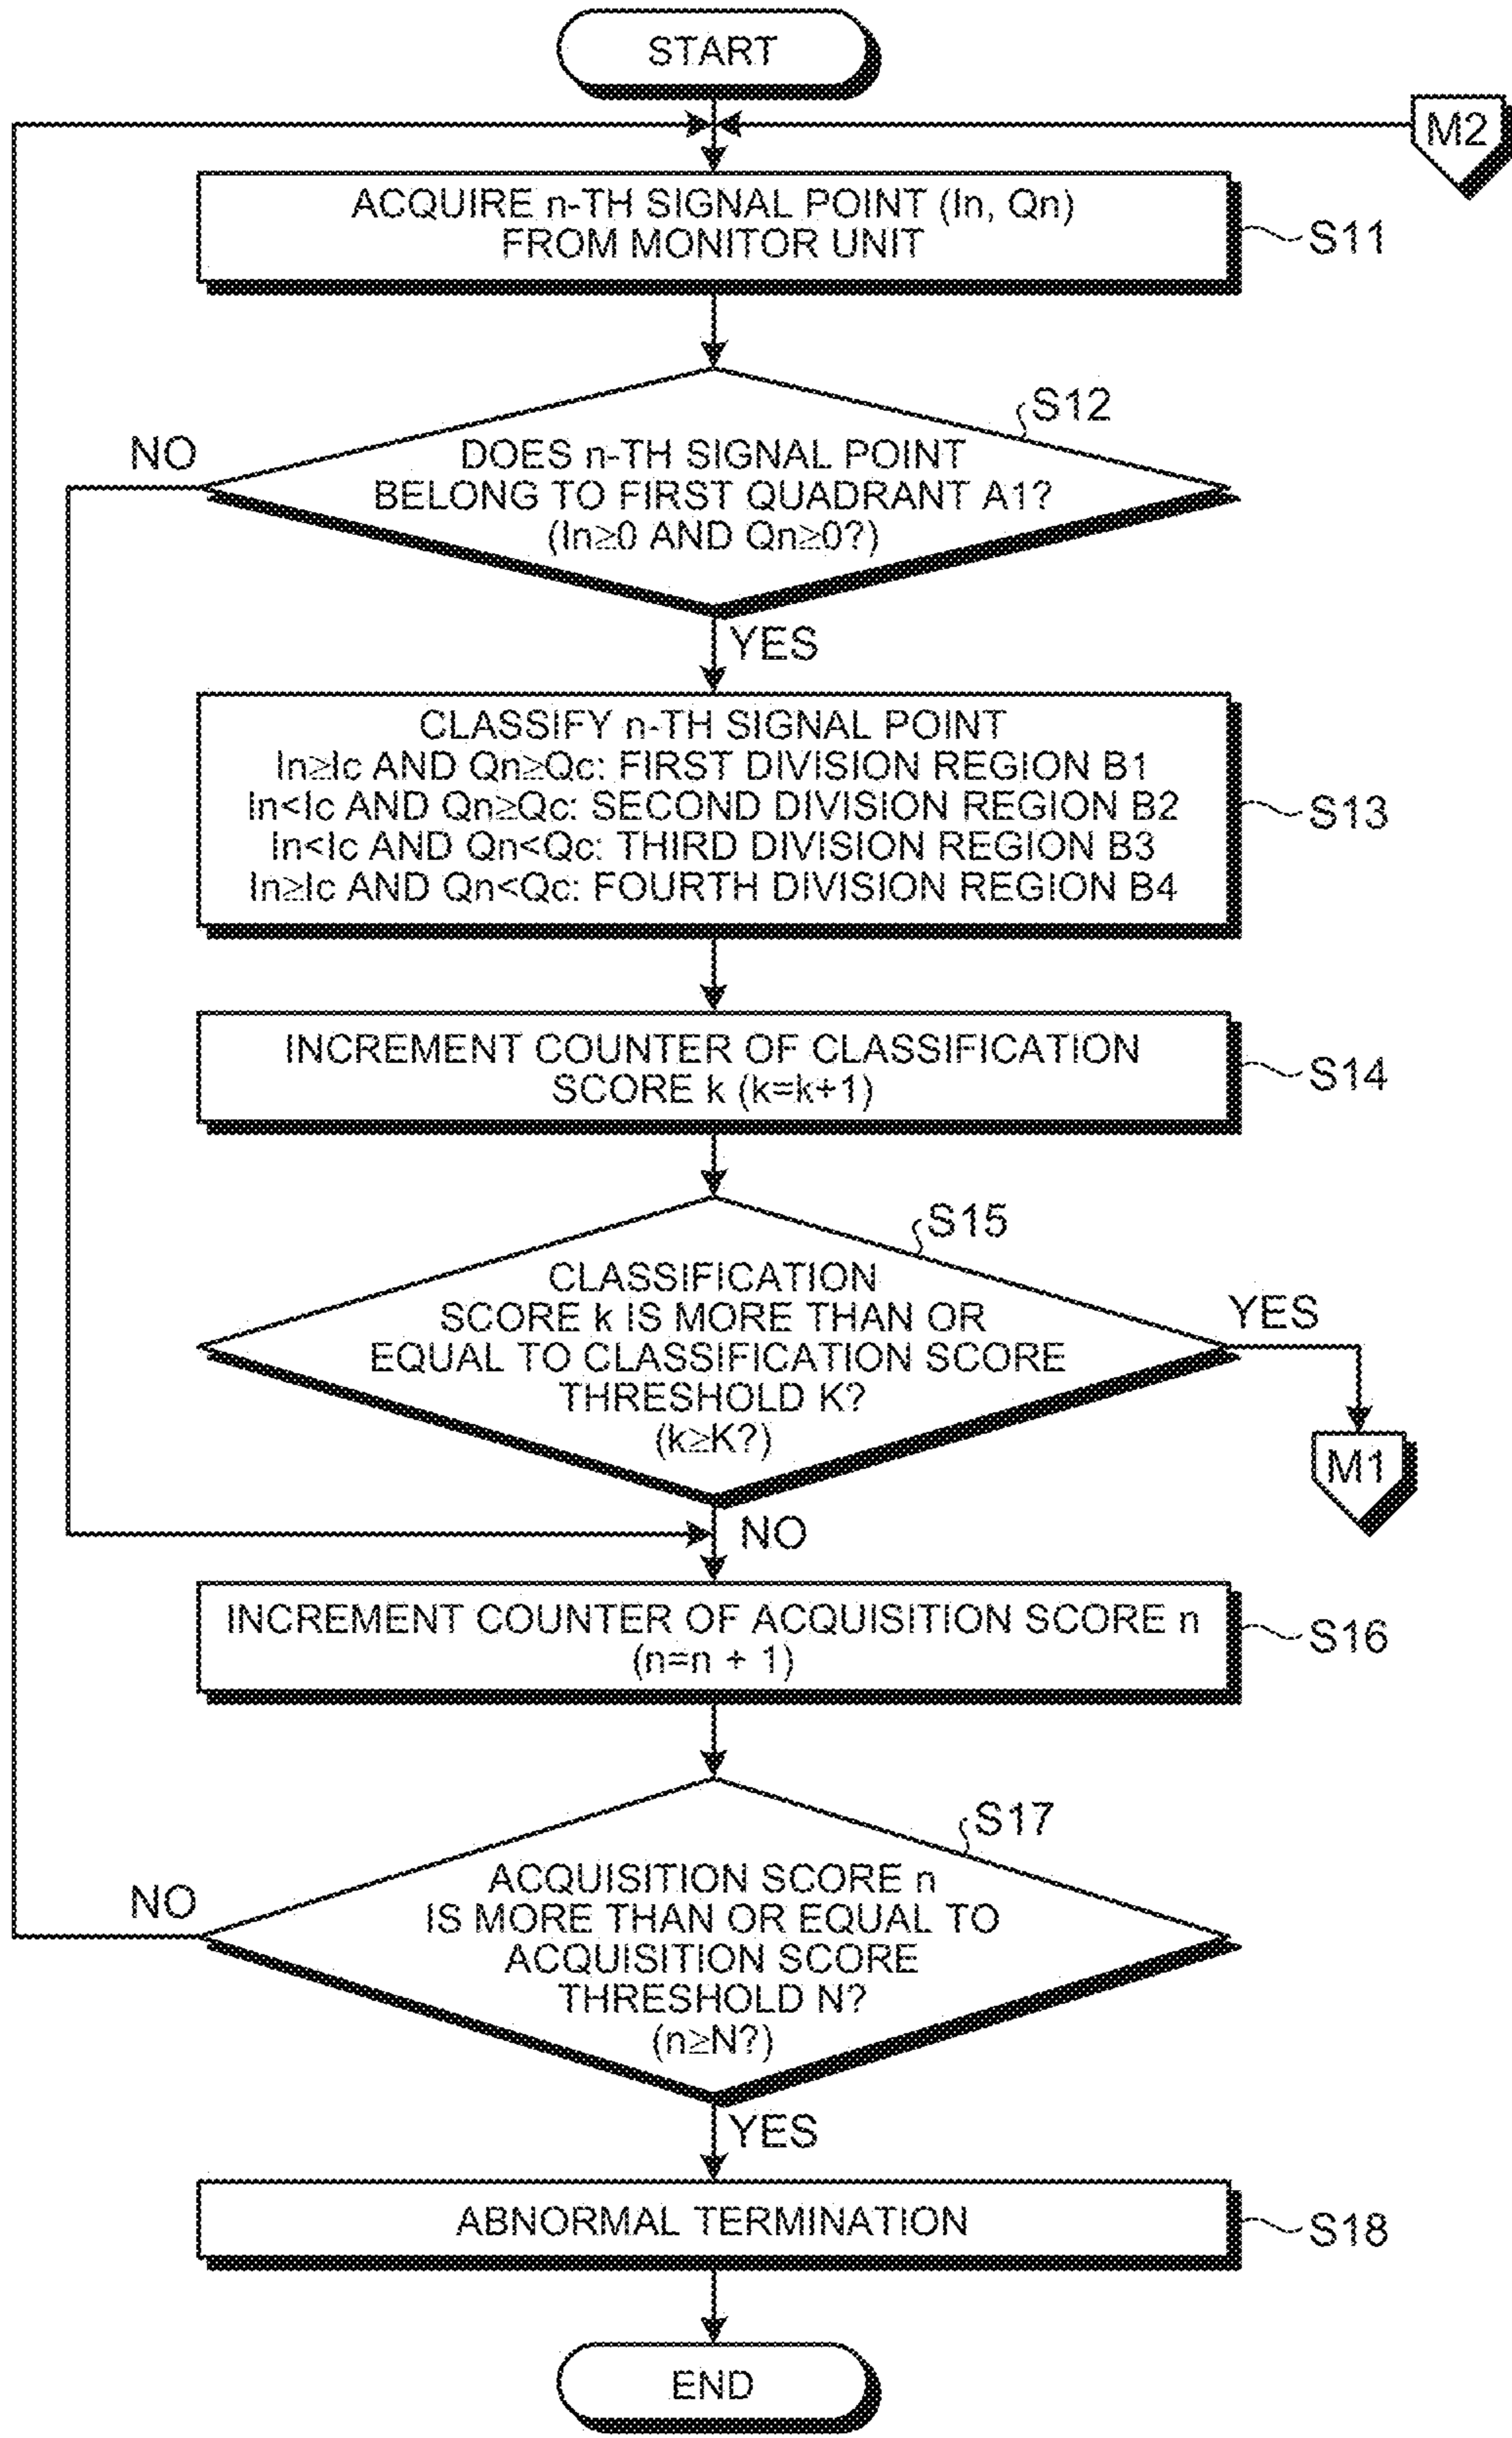 START
M2
ACQUIRE n-TH SIGNAL POINT (In, Qn)
FROM MONITOR UNIT
S11
S12
NO
DOES n-TH SIGNAL POINT
BELONG TO FIRST QUADRANT A1?
(In≥0 AND Qn≥0?)
YES
CLASSIFY n-TH SIGNAL POINT
In≥Ic AND Qn≥Qc: FIRST DIVISION REGION B1
In<Ic AND Qn≥Qc: SECOND DIVISION REGION B2
In<Ic AND Qn<Qc: THIRD DIVISION REGION B3
In≥Ic AND Qn<Qc: FOURTH DIVISION REGION B4
S13
INCREMENT COUNTER OF CLASSIFICATION
SCORE k (k=k+1)
S14
S15
CLASSIFICATION
SCORE k IS MORE THAN OR
EQUAL TO CLASSIFICATION SCORE
THRESHOLD K?
(k≥K?)
YES
M1
NO
INCREMENT COUNTER OF ACQUISITION SCORE n
(n=n + 1)
S16
S17
NO
ACQUISITION SCORE n
IS MORE THAN OR EQUAL TO
ACQUISITION SCORE
THRESHOLD N?
(n≥N?)
YES
ABNORMAL TERMINATION
S18
END